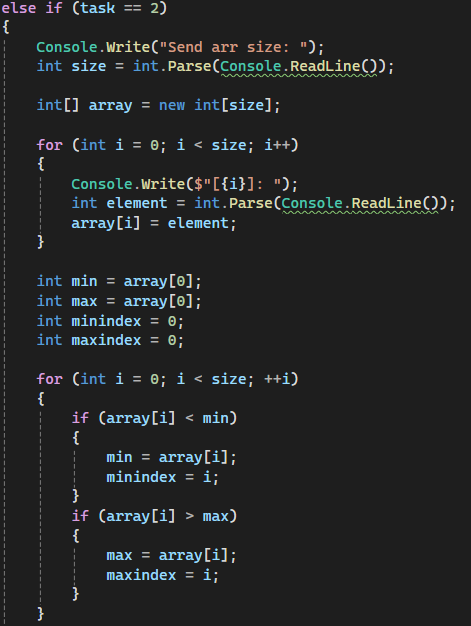 else if (task == 2)
{
Console.Write("Send arr size: ");
int size = int.Parse(Console.ReadLine());
int[] array = new int[size];
for (int i = 0; i < size; i++)
{
Console.Write($"[{i}]: ");
int element = int.Parse(Console.ReadLine());
array[i] = element;
}
int min = array[0];
int max = array[0];
int minindex = 0;
int maxindex = 0;
for (int i = 0; i < size; ++i)
{
if (array[i] < min)
{
min = array[i];
minindex = i;
}
if (array[i] > max)
{
max = array[i];
maxindex = i;
}
}